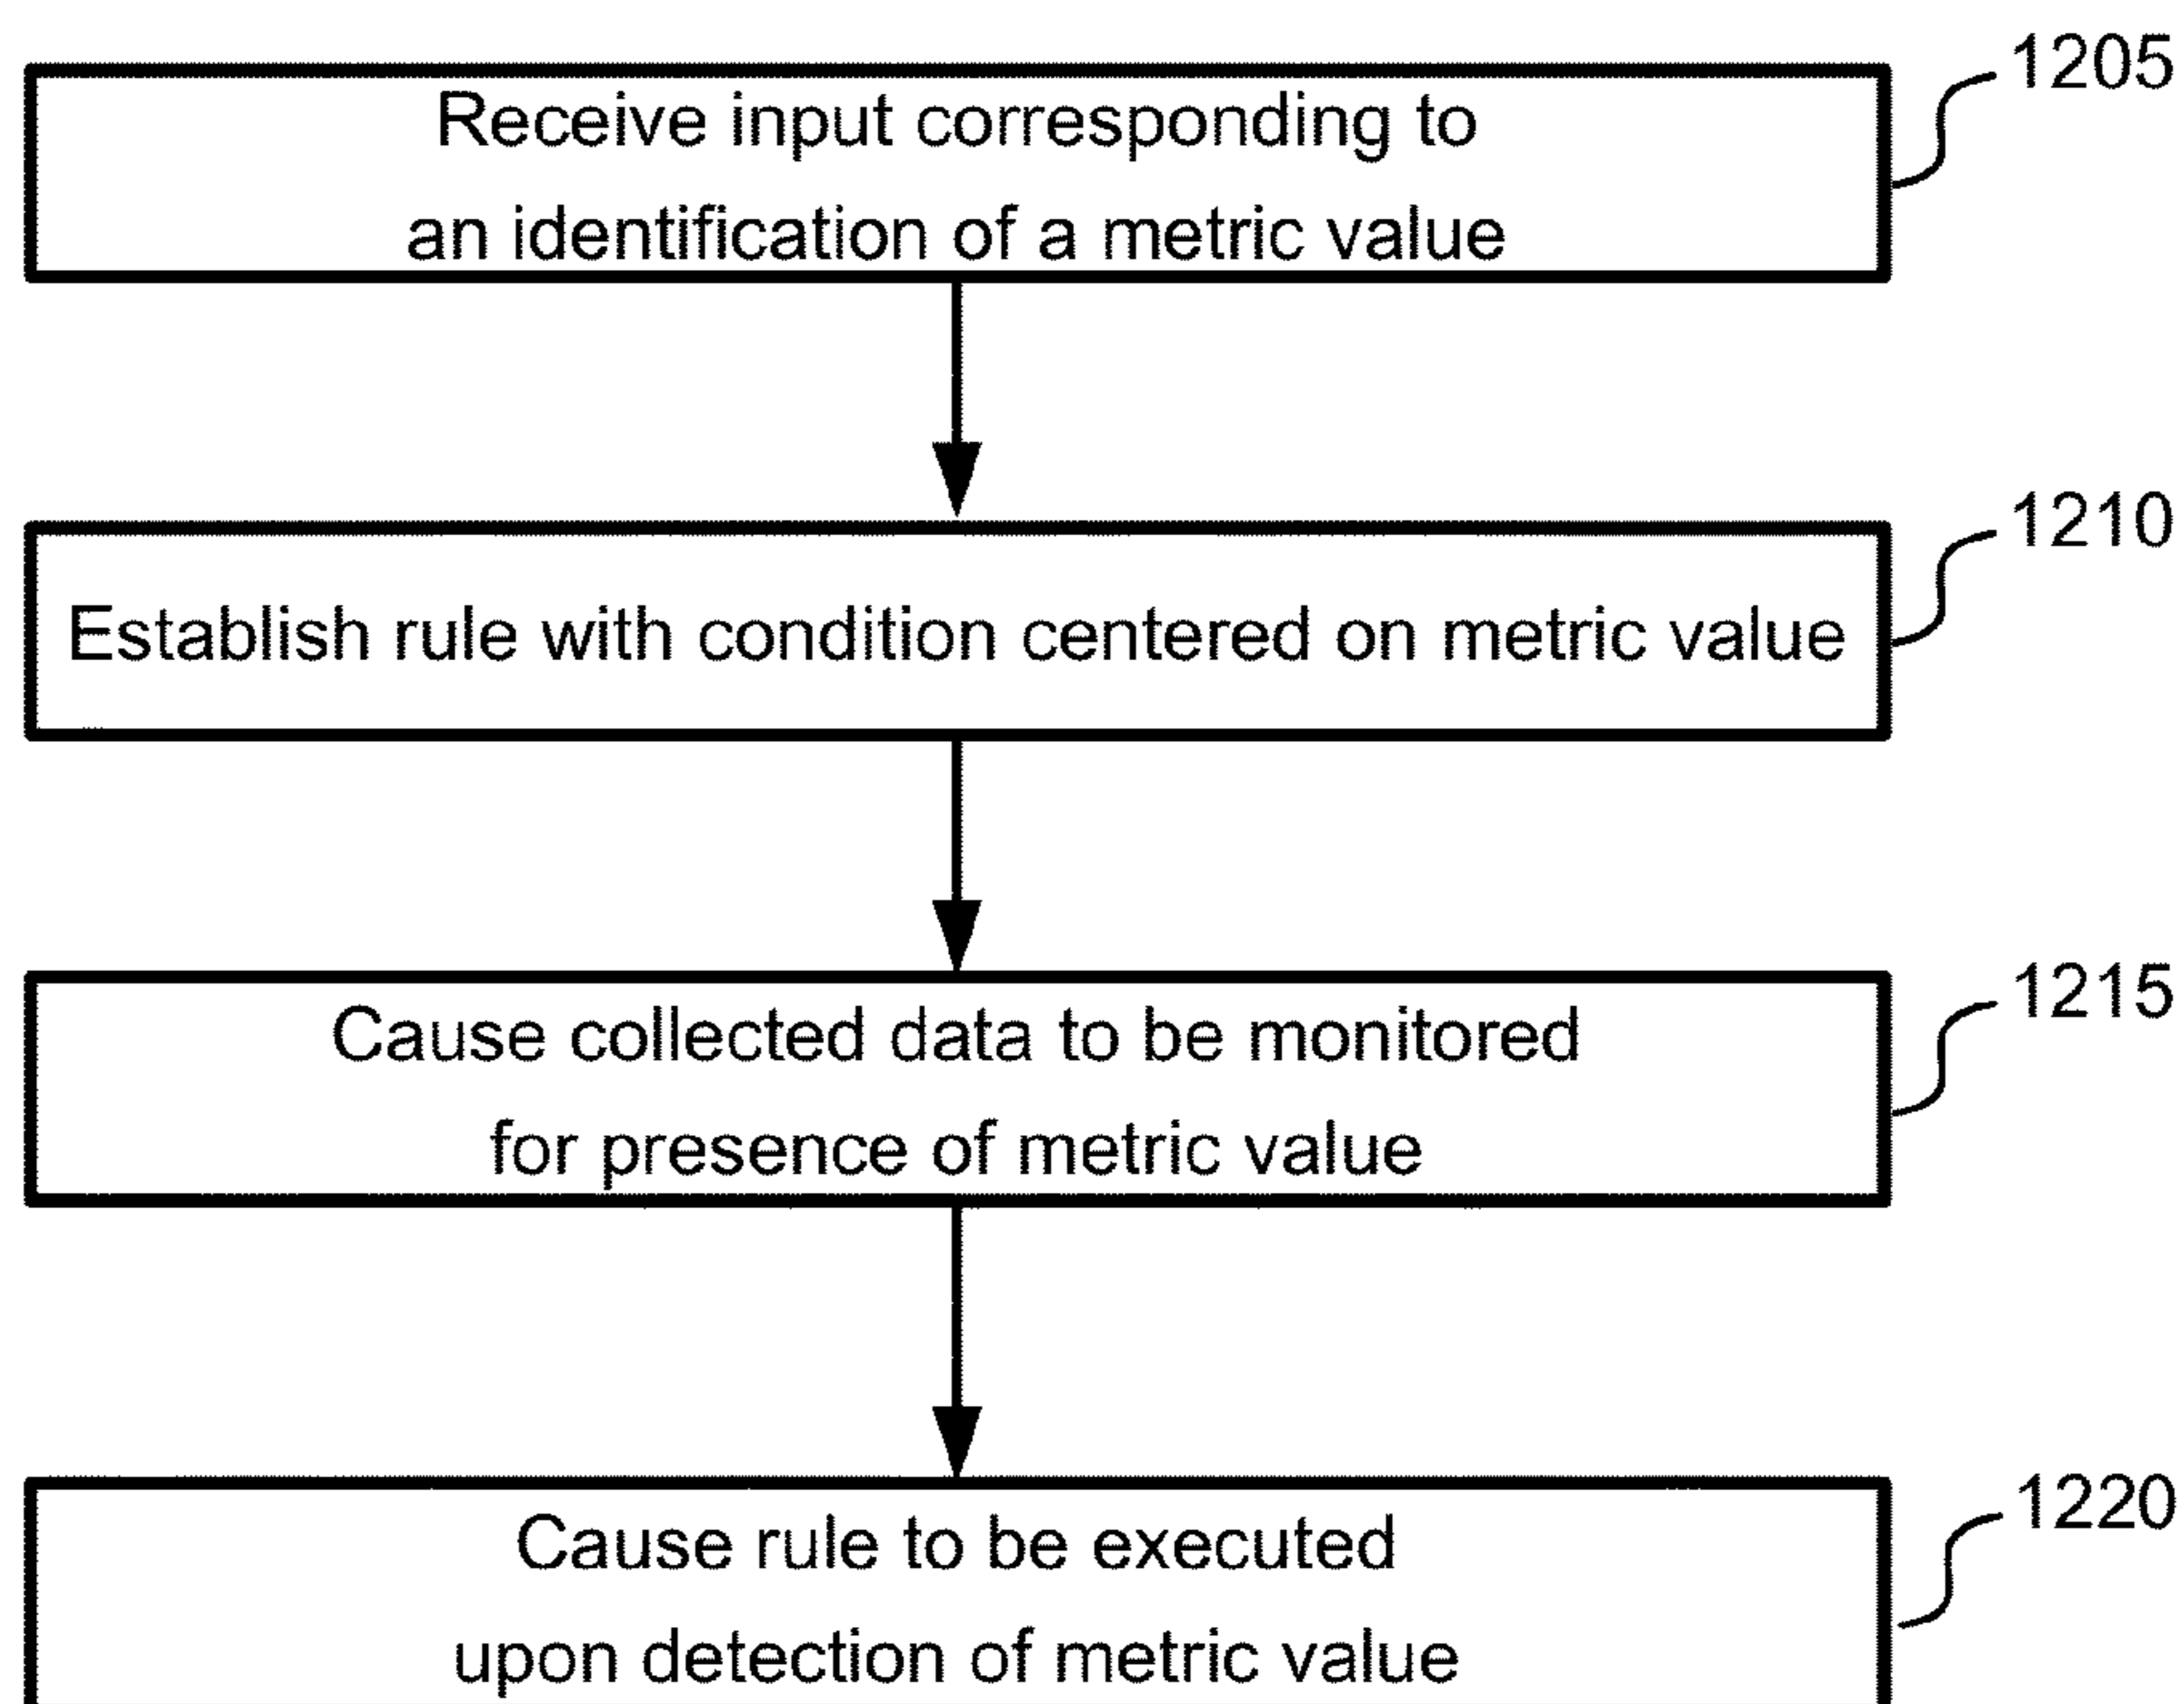 1205
Receive input corresponding to
an identification of a metric value
1210
Establish rule with condition centered on metric value
1215
Cause collected data to be monitored
for presence of metric value
1220
Cause rule to be executed
upon detection of metric value